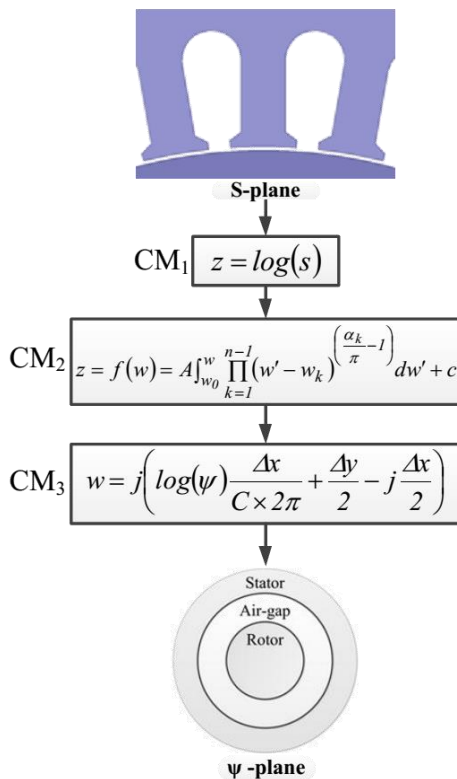 S-plane
CM₁ z = log(s)
CM₂ z = f(w) = A∫_{w₀}^{w} ∏_{k=1}^{n-1} (w' − w_k)^{(α_k/π − 1)} dw' + c
CM₃ w = j(log(ψ) Δx/(C × 2π) + Δy/2 − j Δx/2)
Stator
Air-gap
Rotor
ψ -plane